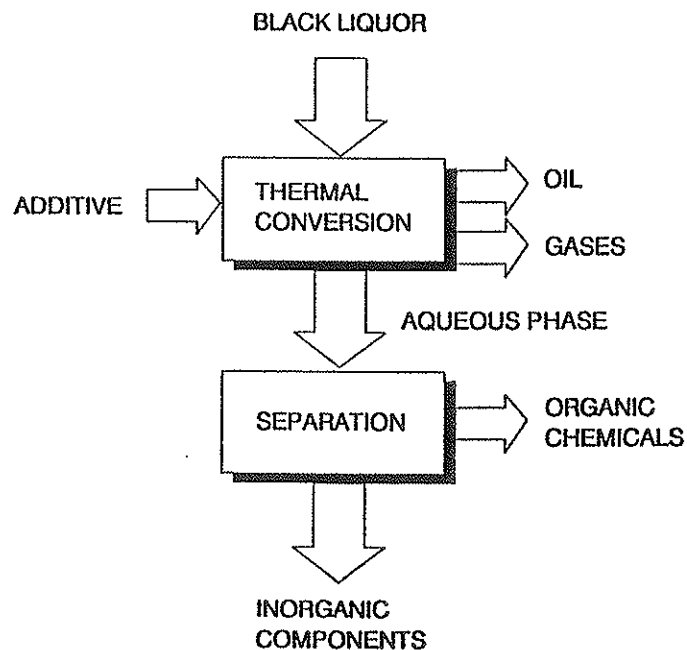 BLACK LIQUOR
ADDITIVE
THERMAL
CONVERSION
OIL
GASES
AQUEOUS PHASE
SEPARATION
ORGANIC
CHEMICALS
INORGANIC
COMPONENTS